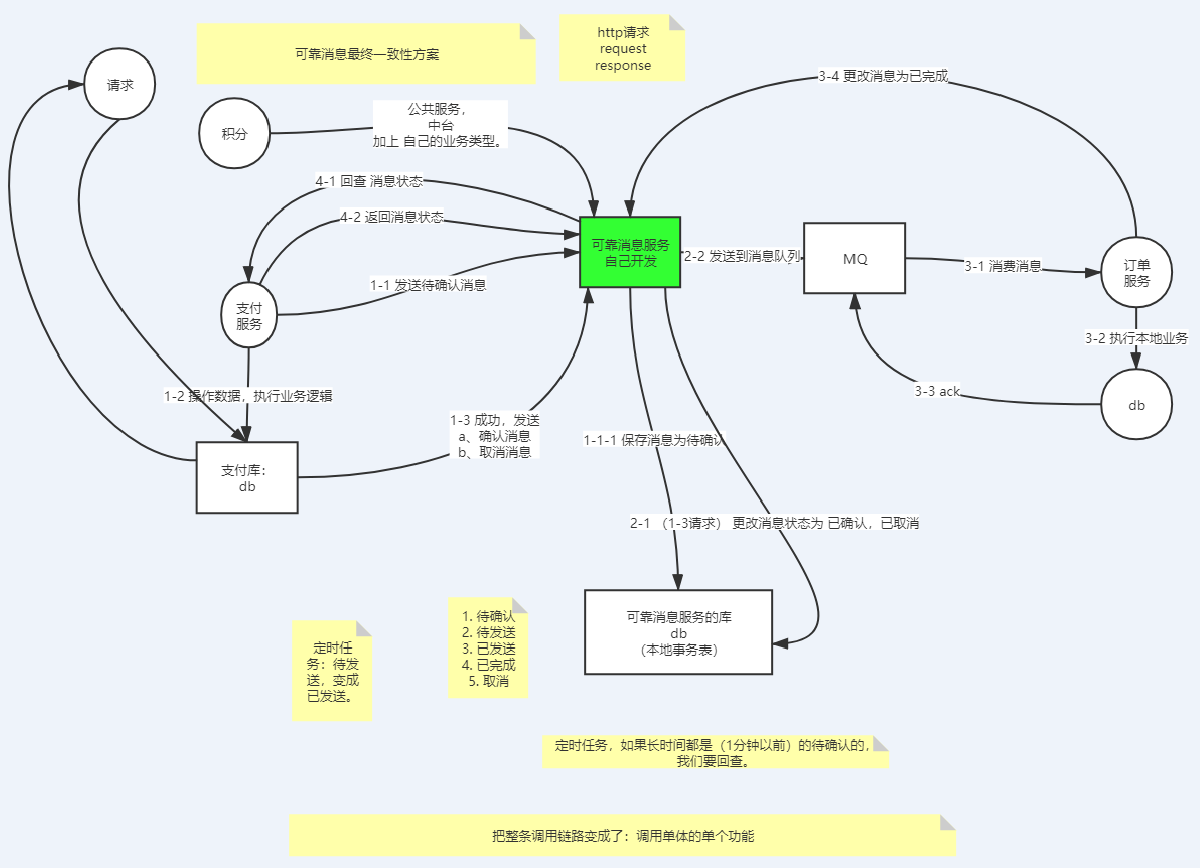 可靠消息最终一致性方案
http请求
request
response
请求
3-4 更改消息为已完成
公共服务，
中台
加上 自己的业务类型。
积分
4-1 回查 消息状态
4-2 返回消息状态
可靠消息服务
自己开发
2-2 发送到消息队列
MQ
3-1 消费消息
订单
服务
1-1 发送待确认消息
支付
服务
3-2 执行本地业务
1-2 操作数据，执行业务逻辑
3-3 ack
db
1-3 成功，发送
a、确认消息
b、取消消息
1-1-1 保存消息为待确认
支付库：
db
2-1 （1-3请求） 更改消息状态为 已确认，已取消
可靠消息服务的库
db
（本地事务表）
1. 待确认
2. 待发送
3. 已发送
4. 已完成
5. 取消
定时任
务：待发
送，变成
已发送。
定时任务，如果长时间都是（1分钟以前）的待确认的，
我们要回查。
把整条调用链路变成了：调用单体的单个功能